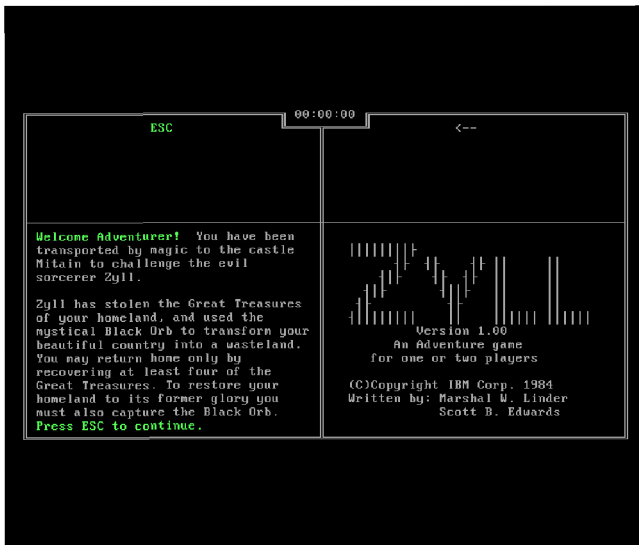 00:00:00
ESC
<--
Welcome Adventurer! You have been
transported by magic to the castle
Mitain to challenge the evil
sorcerer Zyll.
Zyll has stolen the Great Treasures
of your homeland, and used the
mystical Black Orb to transform your
beautiful country into a wasteland.
You may return home only by
recovering at least four of the
Great Treasures. To restore your
homeland to its former glory you
must also capture the Black Orb.
Press ESC to continue.
ZYLL
Version 1.00
An Adventure game
for one or two players
(C)Copyright IBM Corp. 1984
Written by: Marshal W. Linder
Scott B. Edwards